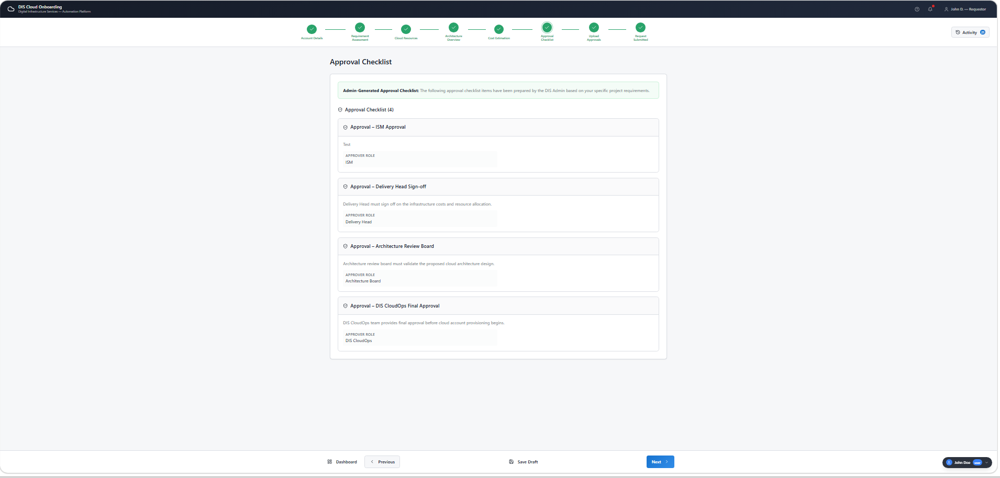 DIS Cloud Onboarding
Digital Infrastructure Services — Automation Platform
John D. — Requestor
Account Details
Requirement
Assessment
Cloud Resources
Architecture
Overview
Cost Estimation
Approval
Checklist
Upload
Approvals
Request
Submitted
Activity
Approval Checklist
Admin-Generated Approval Checklist: The following approval checklist items have been prepared by the DIS Admin based on your specific project requirements.
Approval Checklist (4)
Approval – ISM Approval
Test
APPROVER ROLE
ISM
Approval – Delivery Head Sign-off
Delivery Head must sign off on the infrastructure costs and resource allocation.
APPROVER ROLE
Delivery Head
Approval – Architecture Review Board
Architecture review board must validate the proposed cloud architecture design.
APPROVER ROLE
Architecture Board
Approval – DIS CloudOps Final Approval
DIS CloudOps team provides final approval before cloud account provisioning begins.
APPROVER ROLE
DIS CloudOps
Dashboard
Previous
Save Draft
Next
John Doe